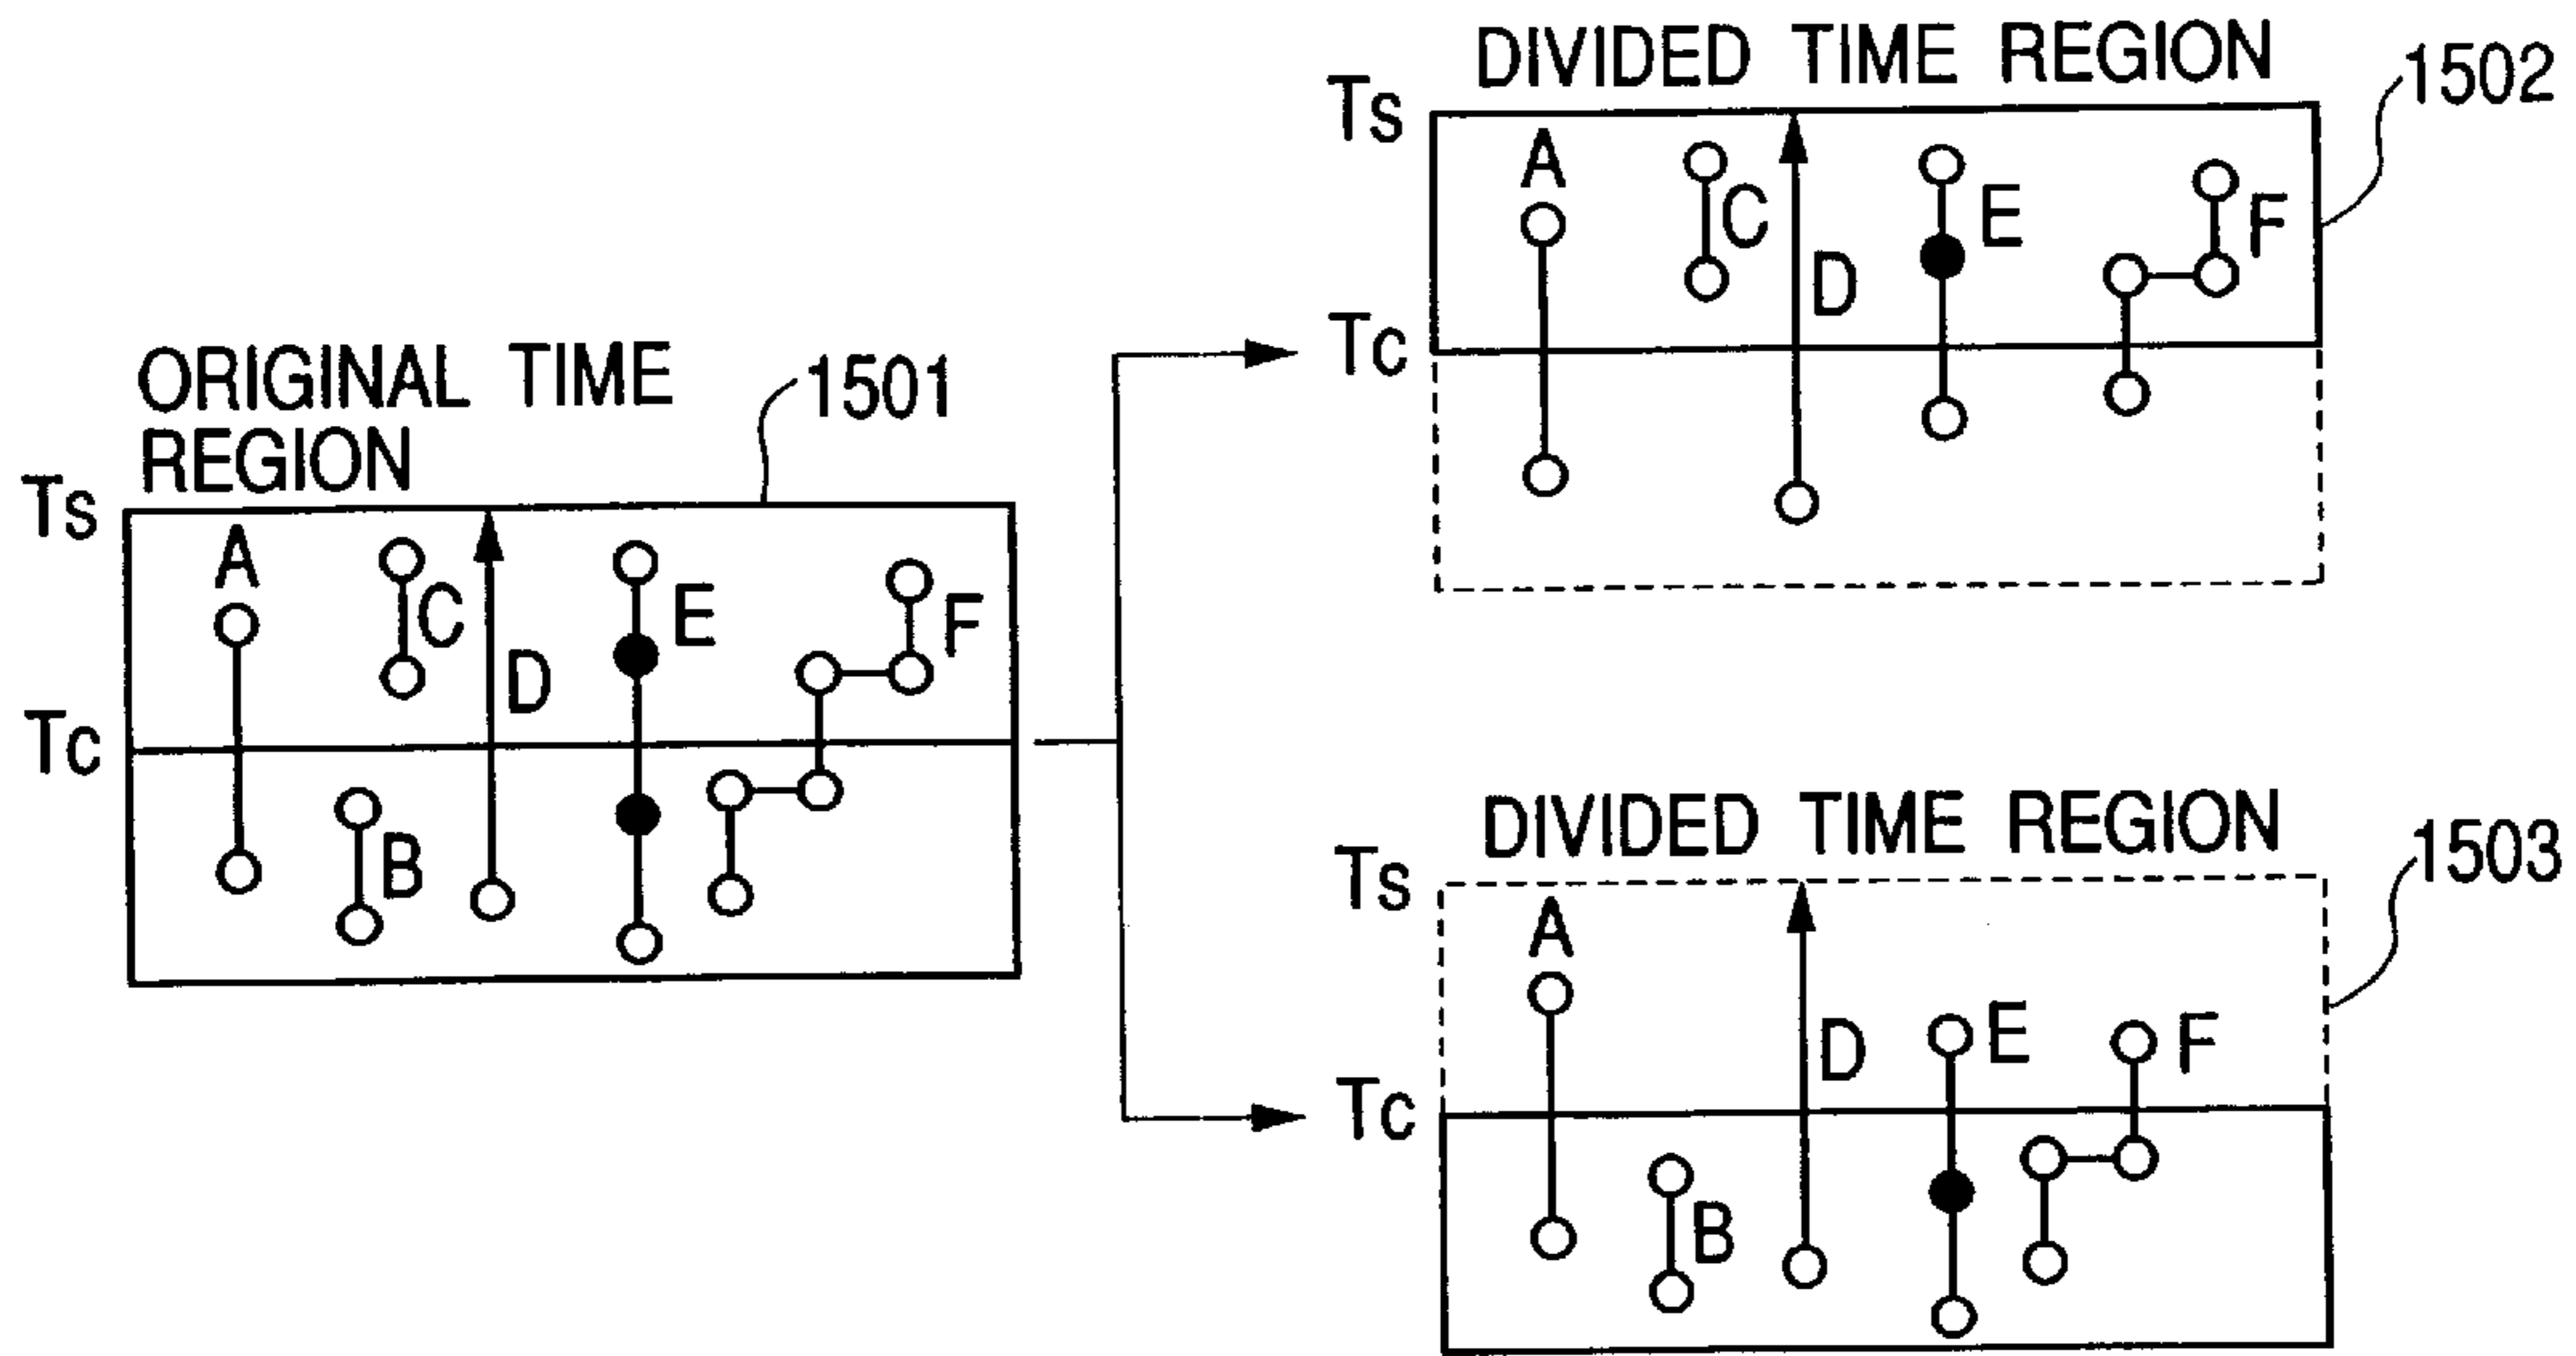 ORIGINAL TIME
REGION
1501
Ts
A
C
D
E
F
Tc
B
DIVIDED TIME REGION
1502
Ts
A
C
D
E
F
Tc
DIVIDED TIME REGION
1503
Ts
A
D
E
F
Tc
B